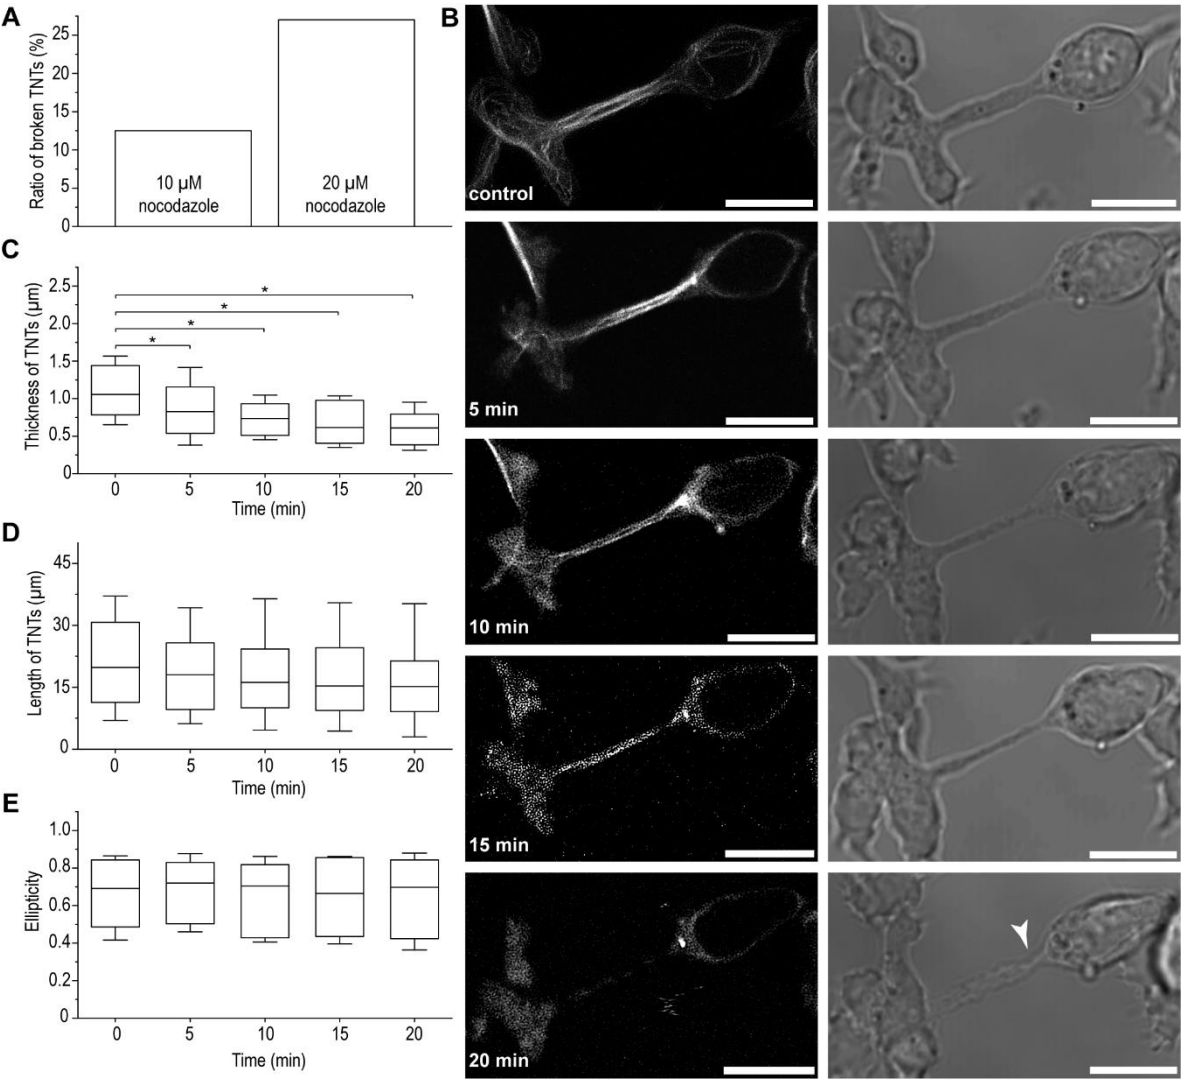 A
Ratio of broken TNTs (%)
25
20
15
10
5
0
10 µM
nocodazole
20 µM
nocodazole
B
control
5 min
10 min
15 min
20 min
C
Thickness of TNTs (µm)
2.5
2.0
1.5
1.0
0.5
0
* * * *
0 5 10 15 20
Time (min)
D
Length of TNTs (µm)
45
30
15
0
0 5 10 15 20
Time (min)
E
Ellipticity
1.0
0.8
0.6
0.4
0.2
0
0 5 10 15 20
Time (min)